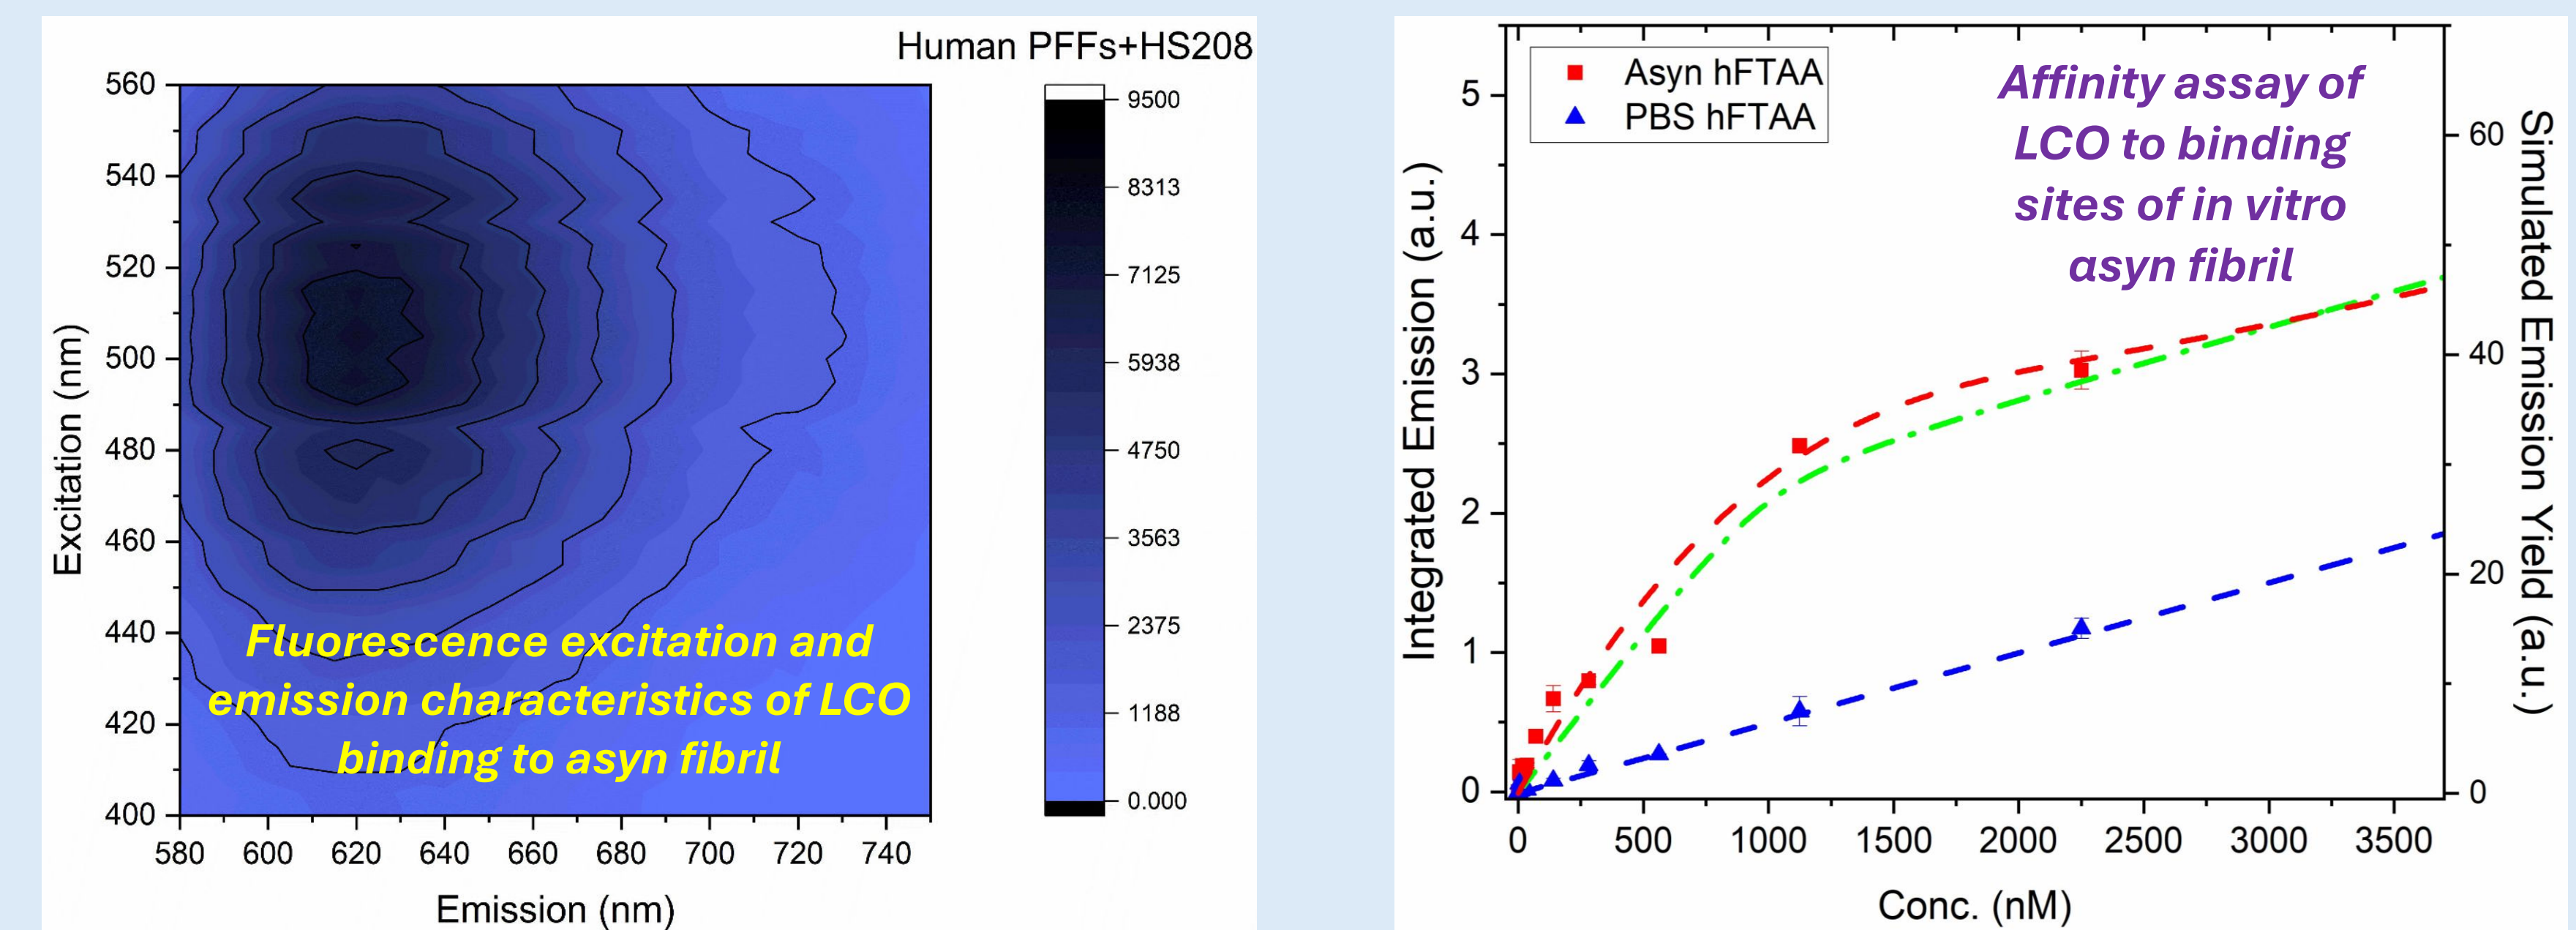 Human PFFs+HS208
560
540
520
500
480
460
440
420
400
Excitation (nm)
580 600 620 640 660 680 700 720 740
Emission (nm)
9500
8313
7125
5938
4750
3563
2375
1188
0.000
Fluorescence excitation and
emission characteristics of LCO
binding to asyn fibril
Asyn hFTAA
PBS hFTAA
Affinity assay of
LCO to binding
sites of in vitro
asyn fibril
5
4
3
2
1
0
Integrated Emission (a.u.)
0 500 1000 1500 2000 2500 3000 3500
Conc. (nM)
60
40
20
0
Simulated Emission Yield (a.u.)